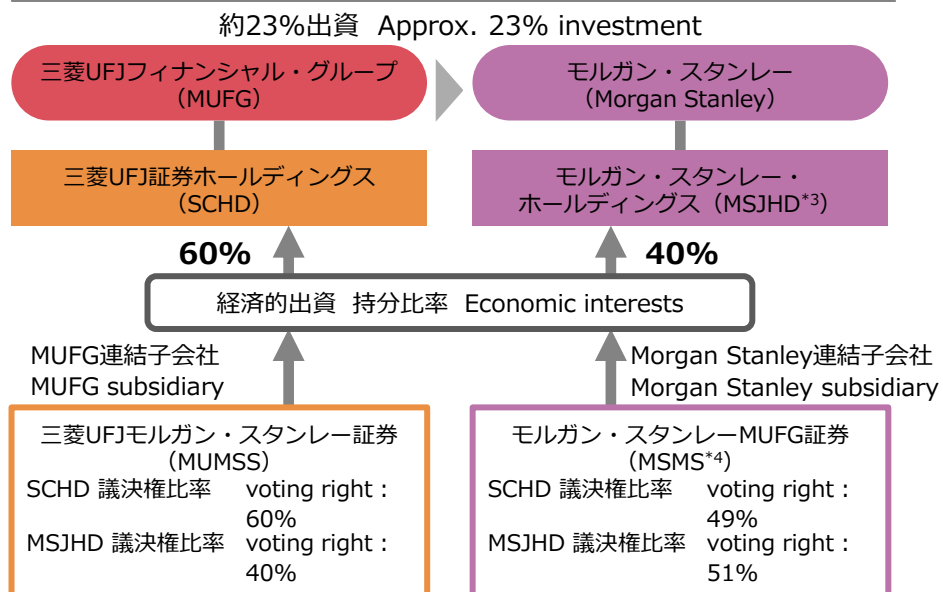 約23%出資 Approx. 23% investment
三菱UFJフィナンシャル・グループ
（MUFG）
モルガン・スタンレー
（Morgan Stanley）
三菱UFJ証券ホールディングス
（SCHD）
モルガン・スタンレー・
ホールディングス（MSJHD*3）
60%
40%
経済的出資 持分比率 Economic interests
MUFG連結子会社
MUFG subsidiary
Morgan Stanley連結子会社
Morgan Stanley subsidiary
三菱UFJモルガン・スタンレー証券
（MUMSS）
SCHD 議決権比率 voting right :
60%
MSJHD 議決権比率 voting right :
40%
モルガン・スタンレーMUFG証券
（MSMS*4）
SCHD 議決権比率 voting right :
49%
MSJHD 議決権比率 voting right :
51%